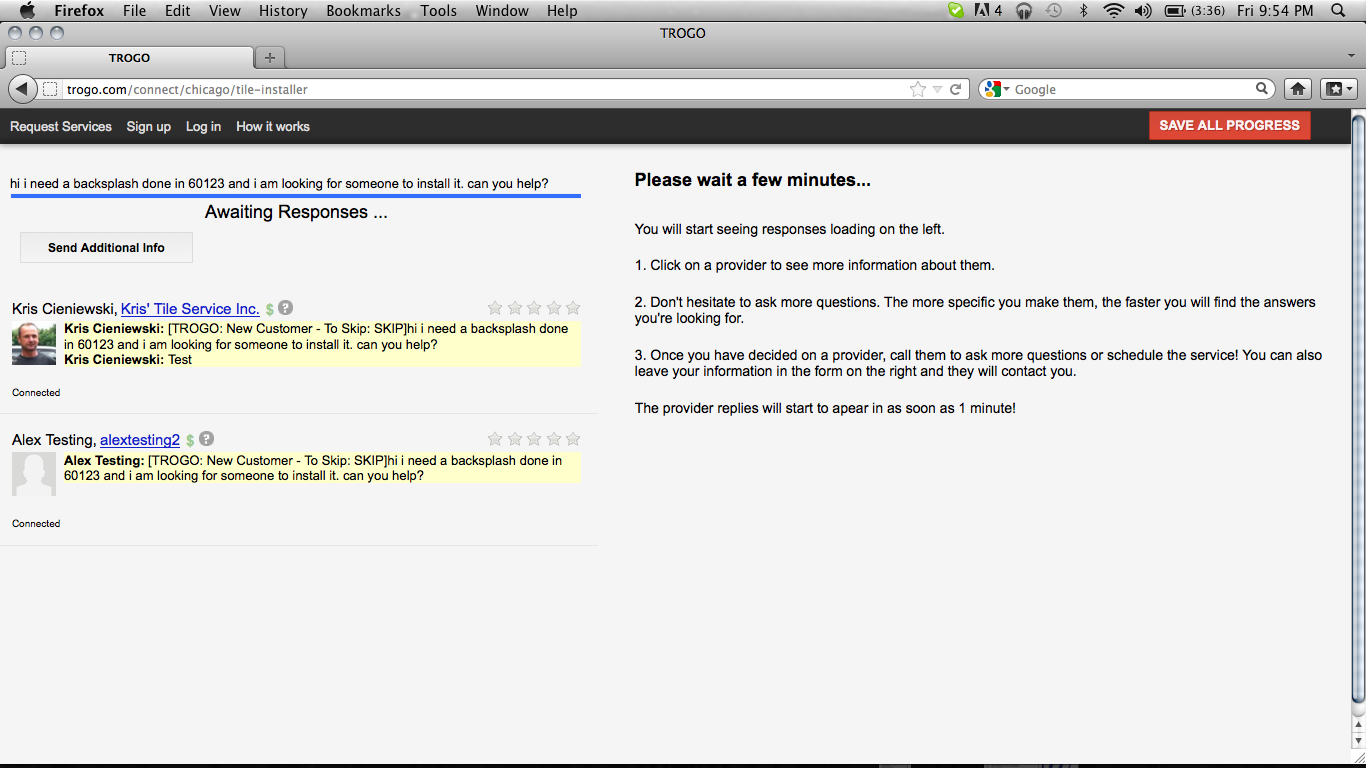 Firefox File Edit View History Bookmarks Tools Window Help 4 (3:36) Fri 9:54 PM
TROGO
TROGO
trogo.com/connect/chicago/tile-installer Google
Request Services Sign up Log in How it works SAVE ALL PROGRESS
hi i need a backsplash done in 60123 and i am looking for someone to install it. can you help?
Awaiting Responses ...
Send Additional Info
Kris Cieniewski, Kris' Tile Service Inc. $ ?
Kris Cieniewski: [TROGO: New Customer - To Skip: SKIP]hi i need a backsplash done
in 60123 and i am looking for someone to install it. can you help?
Kris Cieniewski: Test
Connected
Alex Testing, alextesting2 $ ?
Alex Testing: [TROGO: New Customer - To Skip: SKIP]hi i need a backsplash done in
60123 and i am looking for someone to install it. can you help?
Connected
Please wait a few minutes...
You will start seeing responses loading on the left.
1. Click on a provider to see more information about them.
2. Don't hesitate to ask more questions. The more specific you make them, the faster you will find the answers
you're looking for.
3. Once you have decided on a provider, call them to ask more questions or schedule the service! You can also
leave your information in the form on the right and they will contact you.
The provider replies will start to apear in as soon as 1 minute!